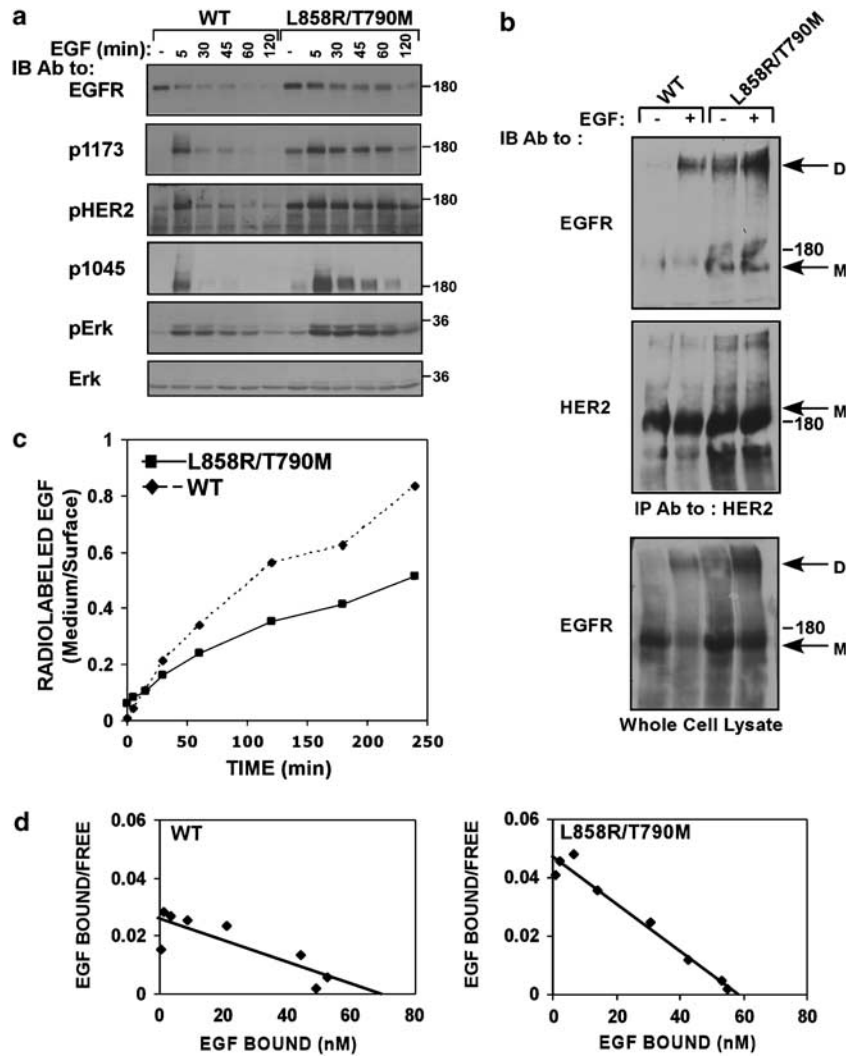 a
WT L858R/T790M
EGF (min): - 5 30 45 60 120 - 5 30 45 60 120
IB Ab to:
EGFR 180
p1173 180
pHER2 180
p1045 180
pErk 36
Erk 36
b
WT L858R/T790M
EGF: - + - +
IB Ab to :
EGFR D 180 M
HER2 M 180
IP Ab to : HER2
EGFR D 180 M
Whole Cell Lysate
c
RADIOLABELED EGF
(Medium/Surface)
1
0.8
0.6
0.4
0.2
0
L858R/T790M
WT
0 50 100 150 200 250
TIME (min)
d
EGF BOUND/FREE
0.06
0.04
0.02
0
WT
0 20 40 60 80
EGF BOUND (nM)
EGF BOUND/FREE
0.06
0.04
0.02
0
L858R/T790M
0 20 40 60 80
EGF BOUND (nM)